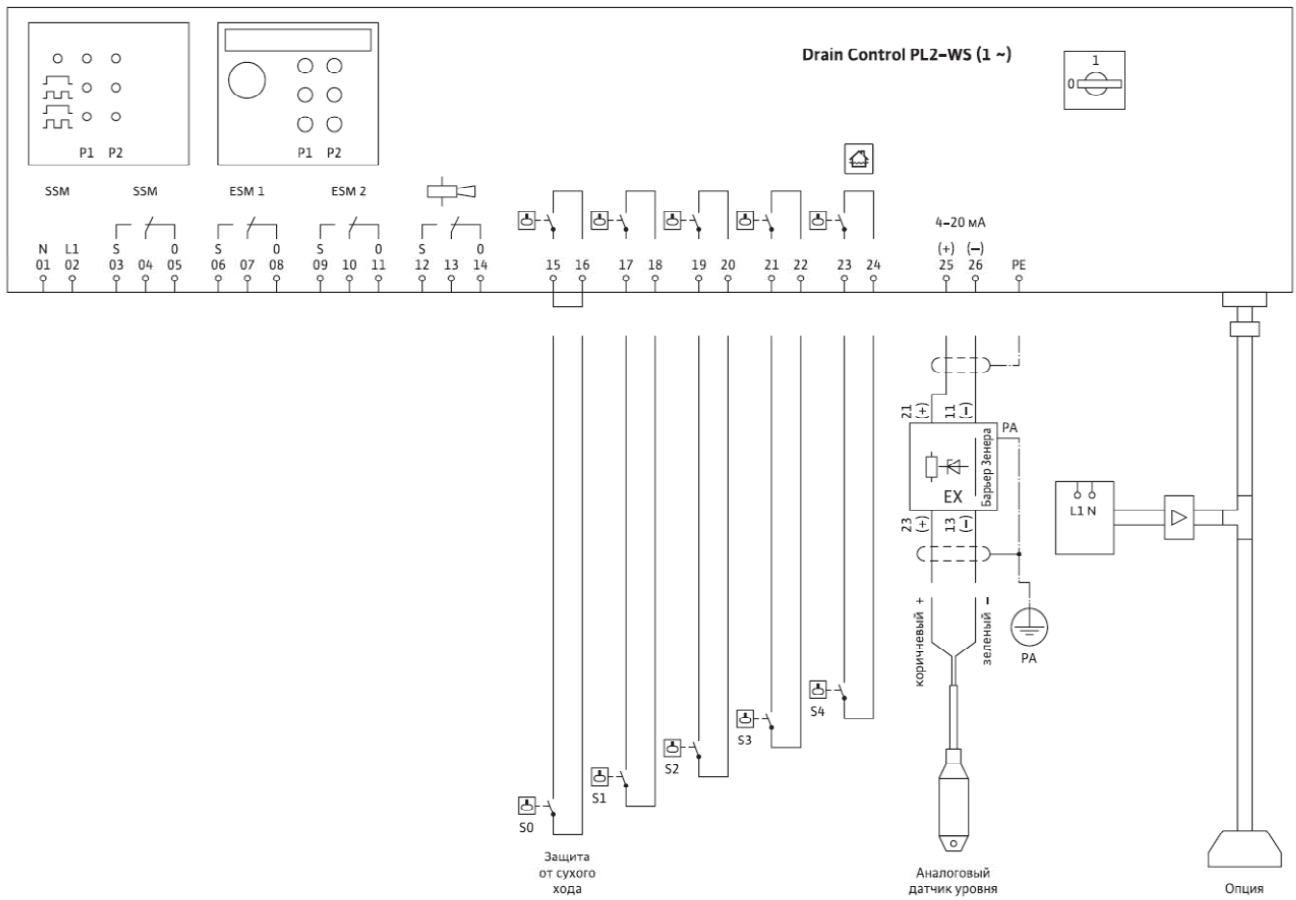 Drain Control PL2-WS (1 ~)
1
0
P1 P2
P1 P2
SSM SSM ESM 1 ESM 2
4–20 мА
N L1 S 0 S 0 S 0 S 0 (+) (—)
01 02 03 04 05 06 07 08 09 10 11 12 13 14 15 16 17 18 19 20 21 22 23 24 25 26 PE
21 (+) 11 (—)
PA
Барьер Зенера
EX
23 (+) 13 (—)
L1 N
коричневый +
зеленый —
PA
S4
S3
S2
S1
S0
Защита
от сухого
хода
Аналоговый
датчик уровня
Опция